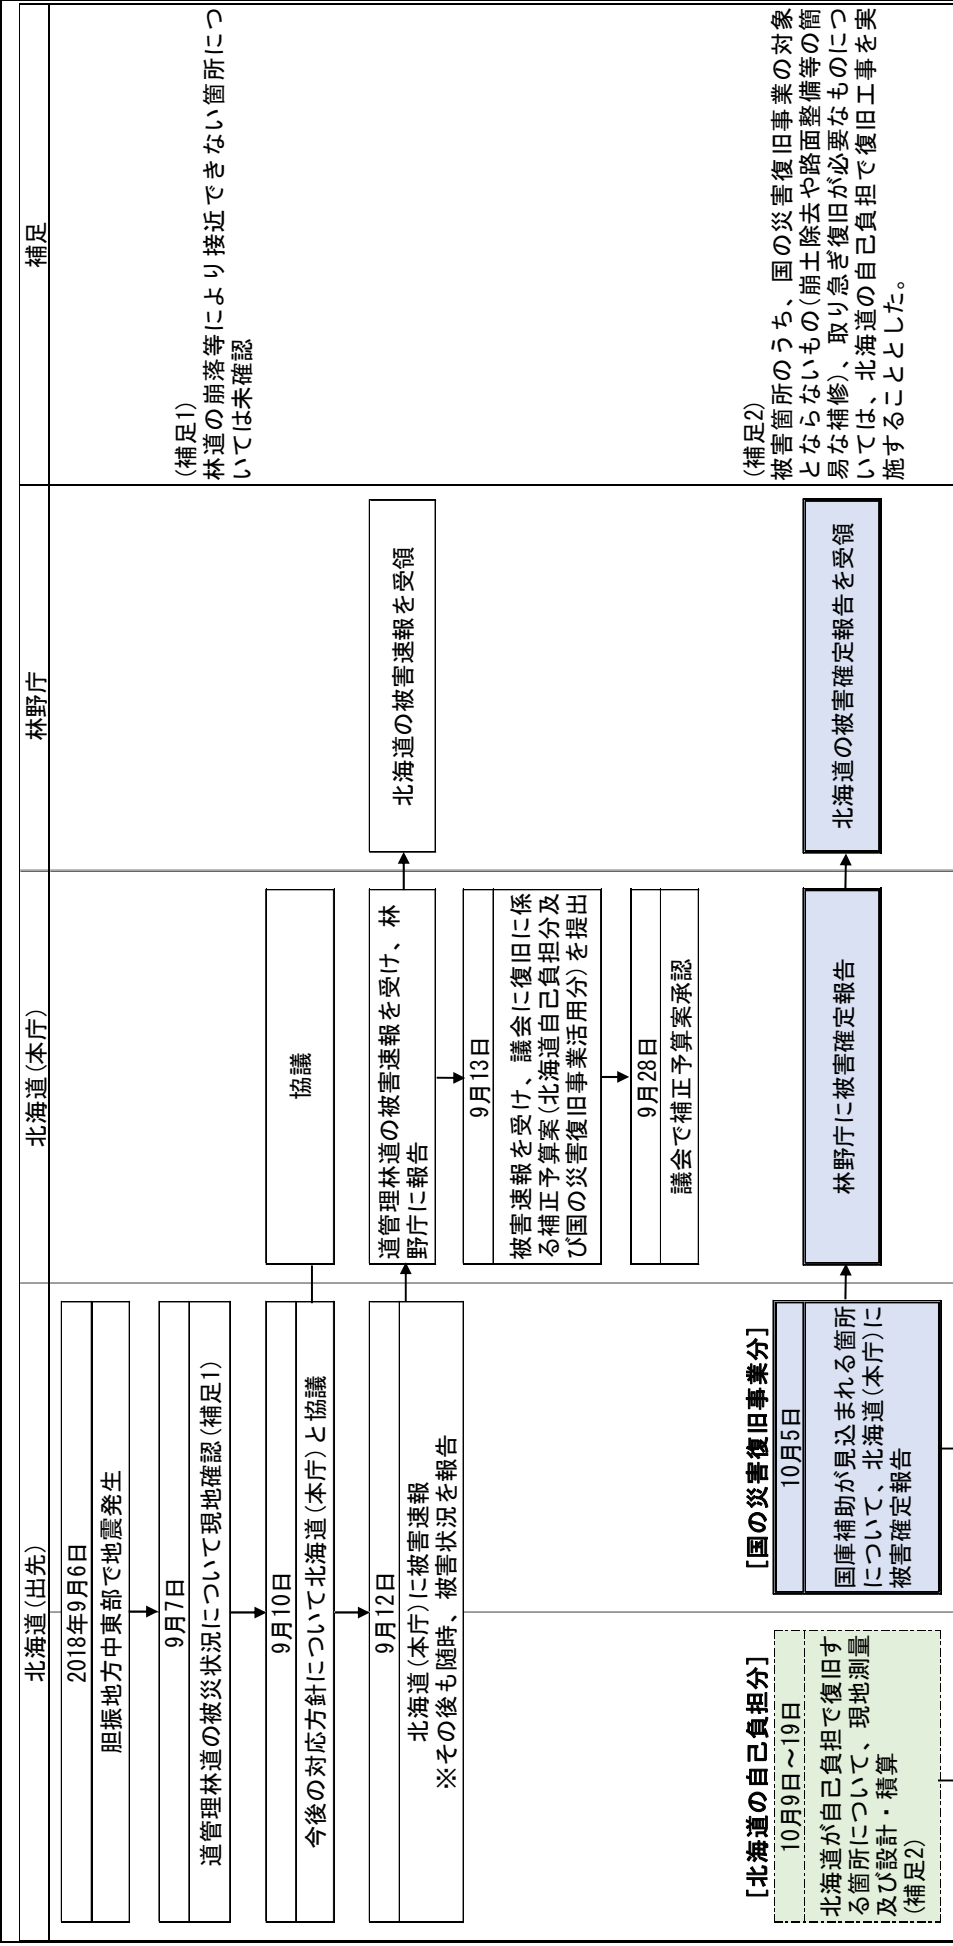 北海道(出先)
北海道(本庁)
林野庁
補足
2018年9月6日
胆振地方中東部で地震発生
9月7日
道管理林道の被災状況について現地確認(補足1)
(補足1)
林道の崩落等により接近できない箇所につ
いては未確認
9月10日
今後の対応方針について北海道(本庁)と協議
協議
9月12日
北海道(本庁)に被害速報
※その後も随時、被害状況を報告
道管理林道の被害速報を受け、林
野庁に報告
北海道の被害速報を受領
9月13日
被害速報を受け、議会に復旧に係
る補正予算案(北海道自己負担分及
び国の災害復旧事業活用分)を提出
9月28日
議会で補正予算案承認
[北海道の自己負担分]
10月9日～19日
北海道が自己負担で復旧す
る箇所について、現地測量
及び設計・積算
(補足2)
[国の災害復旧事業分]
10月5日
国庫補助が見込まれる箇所
について、北海道(本庁)に
被害確定報告
林野庁に被害確定報告
北海道の被害確定報告を受領
(補足2)
被害箇所のうち、国の災害復旧事業の対象
とならないもの(崩土除去や路面整備等の簡
易な補修)、取り急ぎ復旧が必要なものにつ
いては、北海道の自己負担で復旧工事を実
施することとした。